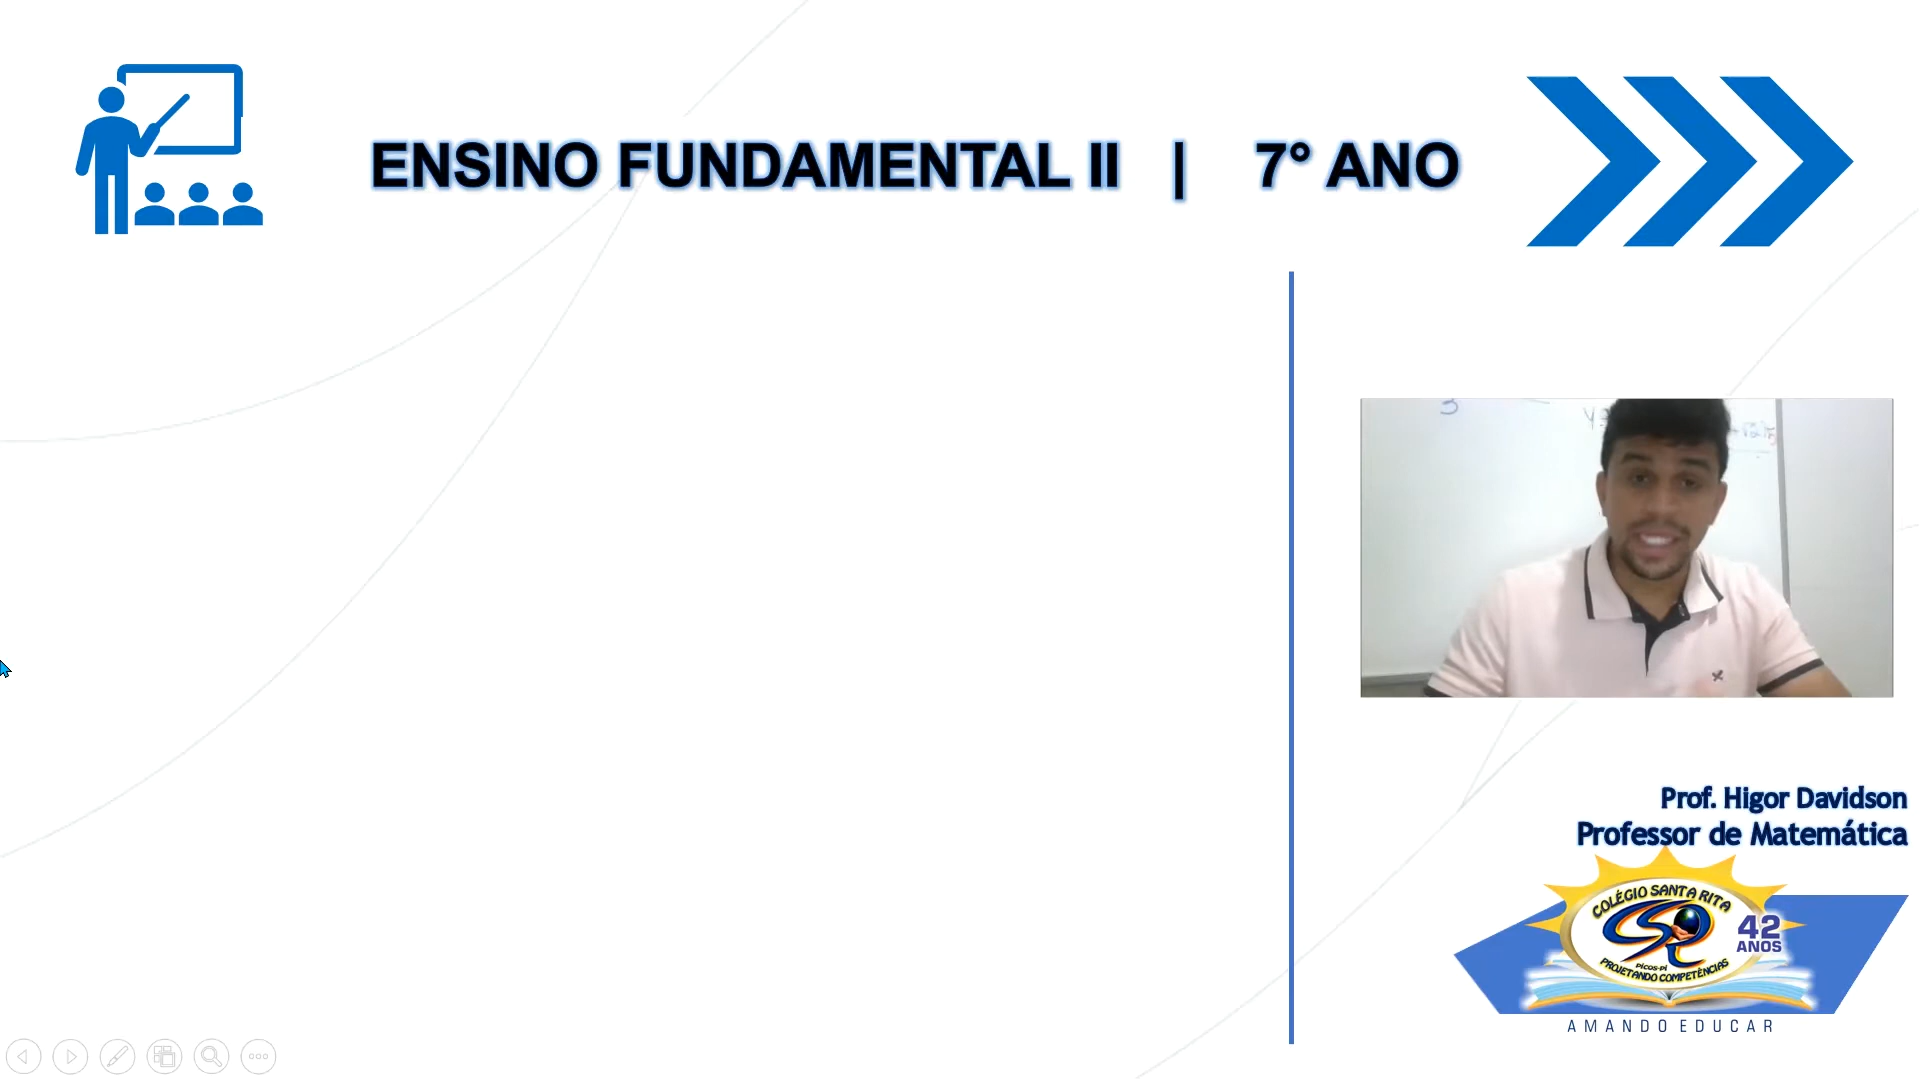 ENSINO FUNDAMENTAL II | 7° ANO
Prof. Higor Davidson
Professor de Matemática
COLÉGIO SANTA RITA
42
ANOS
PICOS-PI
PROJETANDO COMPETÊNCIAS
AMANDO EDUCAR